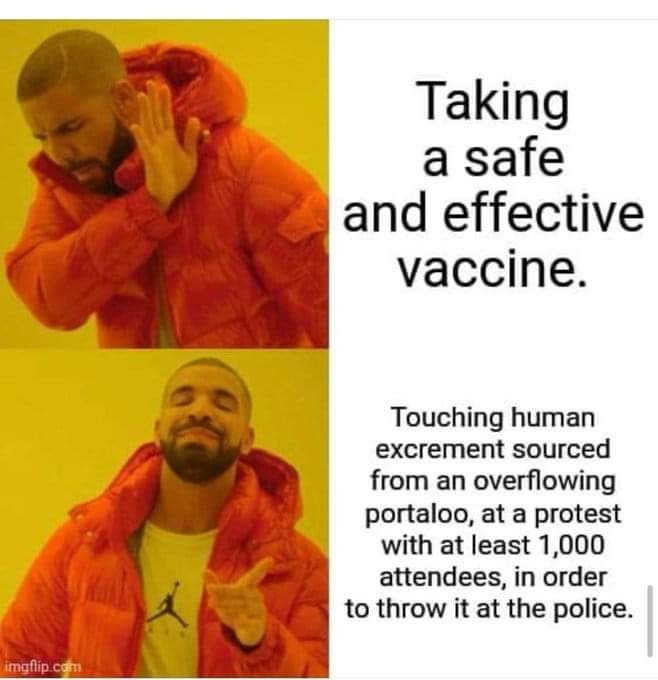 Taking
a safe
and effective
vaccine.
Touching human
excrement sourced
from an overflowing
portaloo, at a protest
with at least 1,000
attendees, in order
to throw it at the police.
imgflip.com